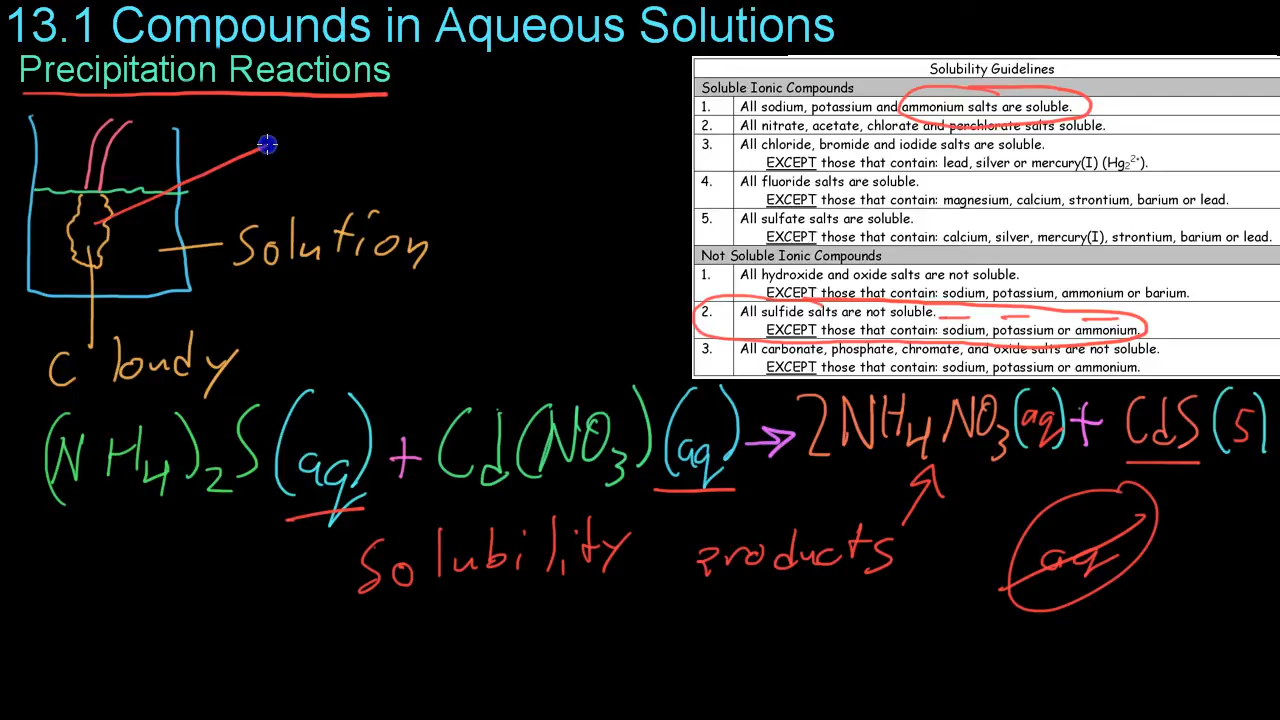 13.1 Compounds in Aqueous Solutions
Precipitation Reactions
Solubility Guidelines
Soluble Ionic Compounds
1. All sodium, potassium and ammonium salts are soluble.
2. All nitrate, acetate, chlorate and perchlorate salts soluble.
3. All chloride, bromide and iodide salts are soluble.
EXCEPT those that contain: lead, silver or mercury(I) (Hg₂²⁺).
4. All fluoride salts are soluble.
EXCEPT those that contain: magnesium, calcium, strontium, barium or lead.
5. All sulfate salts are soluble.
EXCEPT those that contain: calcium, silver, mercury(I), strontium, barium or lead.
Not Soluble Ionic Compounds
1. All hydroxide and oxide salts are not soluble.
EXCEPT those that contain: sodium, potassium, ammonium or barium.
2. All sulfide salts are not soluble.
EXCEPT those that contain: sodium, potassium or ammonium.
3. All carbonate, phosphate, chromate, and oxide salts are not soluble.
EXCEPT those that contain: sodium, potassium or ammonium.
Solution
Cloudy
(NH₄)₂S(aq) + Cd(NO₃)(aq) → 2NH₄NO₃(aq) + CdS(s)
Solubility products aq